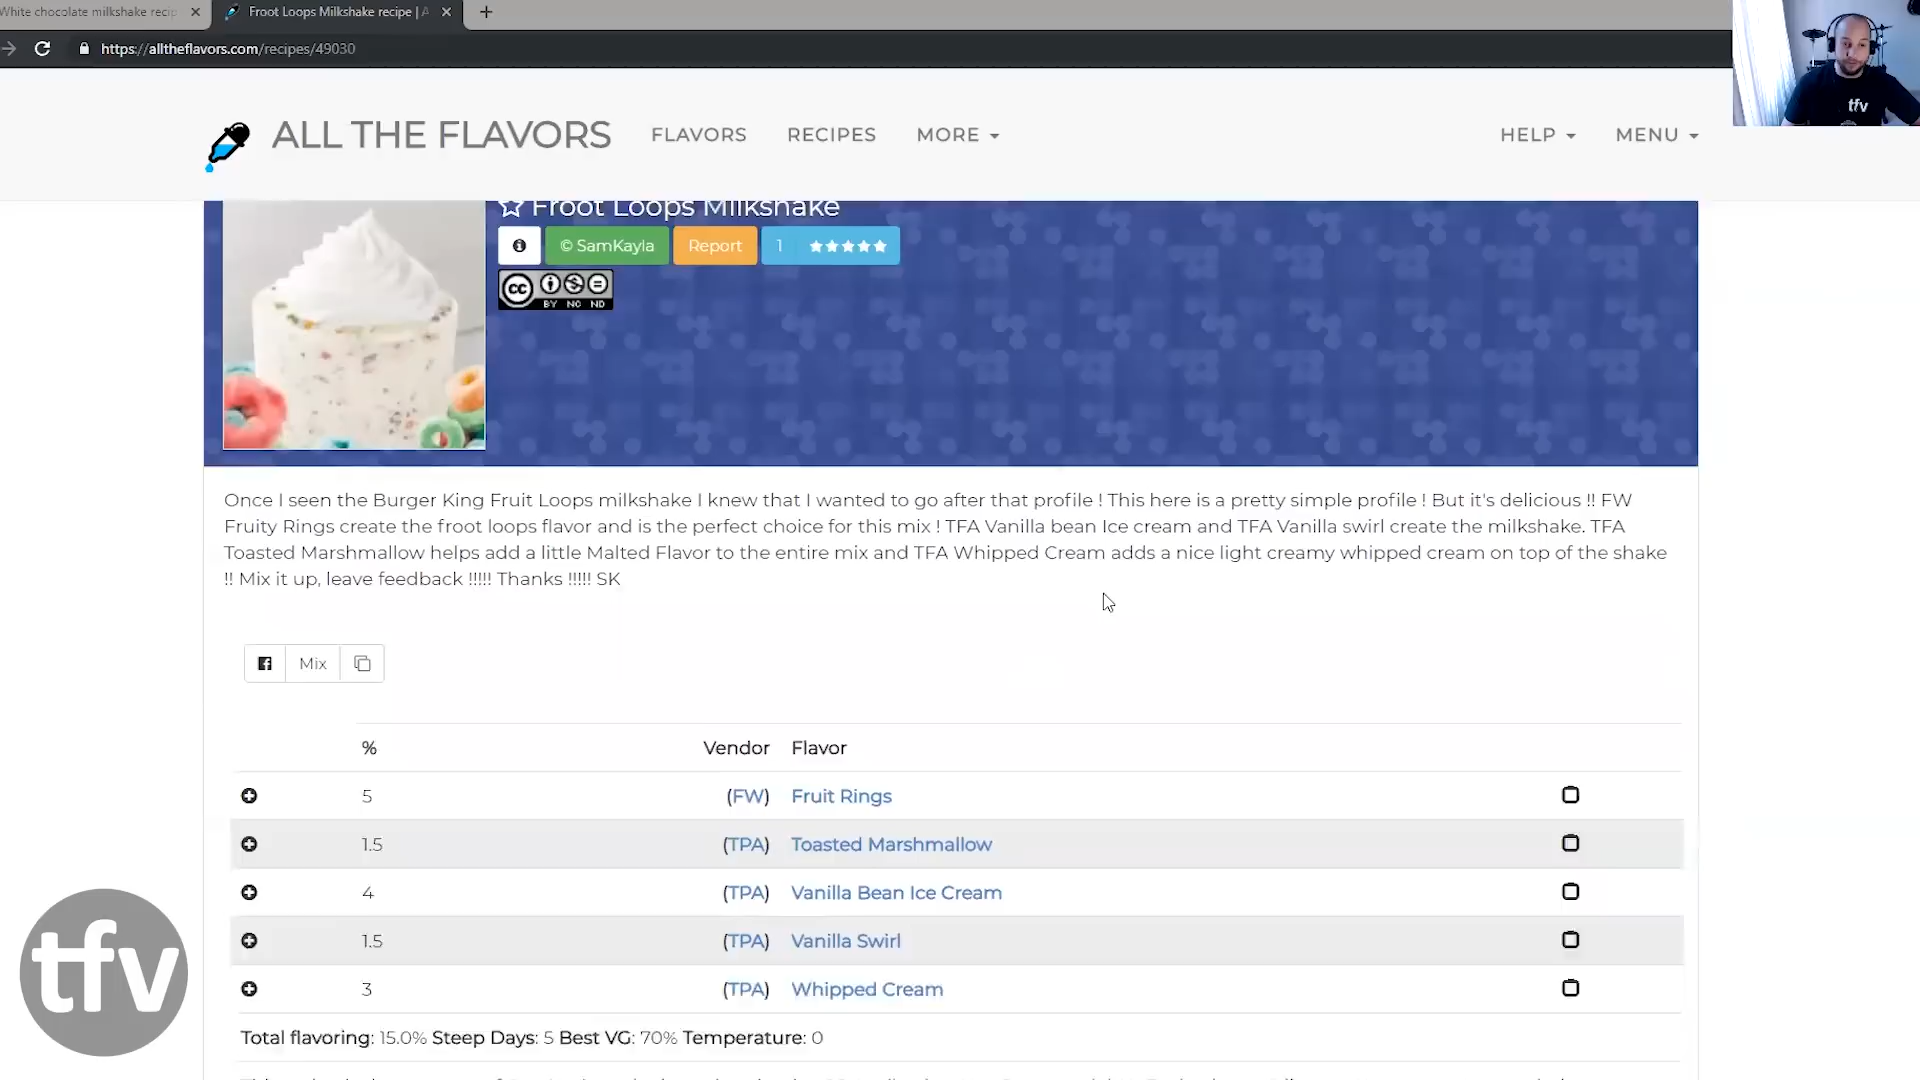 White chocolate milkshake recip
Froot Loops Milkshake recipe | A
https://alltheflavors.com/recipes/49030
ALL THE FLAVORS
FLAVORS
RECIPES
MORE
HELP
MENU
tfv
Froot Loops Milkshake
© SamKayla
Report
1
cc
BY NC ND
Once I seen the Burger King Fruit Loops milkshake I knew that I wanted to go after that profile ! This here is a pretty simple profile ! But it's delicious !! FW
Fruity Rings create the froot loops flavor and is the perfect choice for this mix ! TFA Vanilla bean Ice cream and TFA Vanilla swirl create the milkshake. TFA
Toasted Marshmallow helps add a little Malted Flavor to the entire mix and TFA Whipped Cream adds a nice light creamy whipped cream on top of the shake
!! Mix it up, leave feedback !!!!! Thanks !!!!! SK
Mix
% Vendor Flavor
5 (FW) Fruit Rings
1.5 (TPA) Toasted Marshmallow
4 (TPA) Vanilla Bean Ice Cream
1.5 (TPA) Vanilla Swirl
3 (TPA) Whipped Cream
Total flavoring: 15.0% Steep Days: 5 Best VG: 70% Temperature: 0
tfv